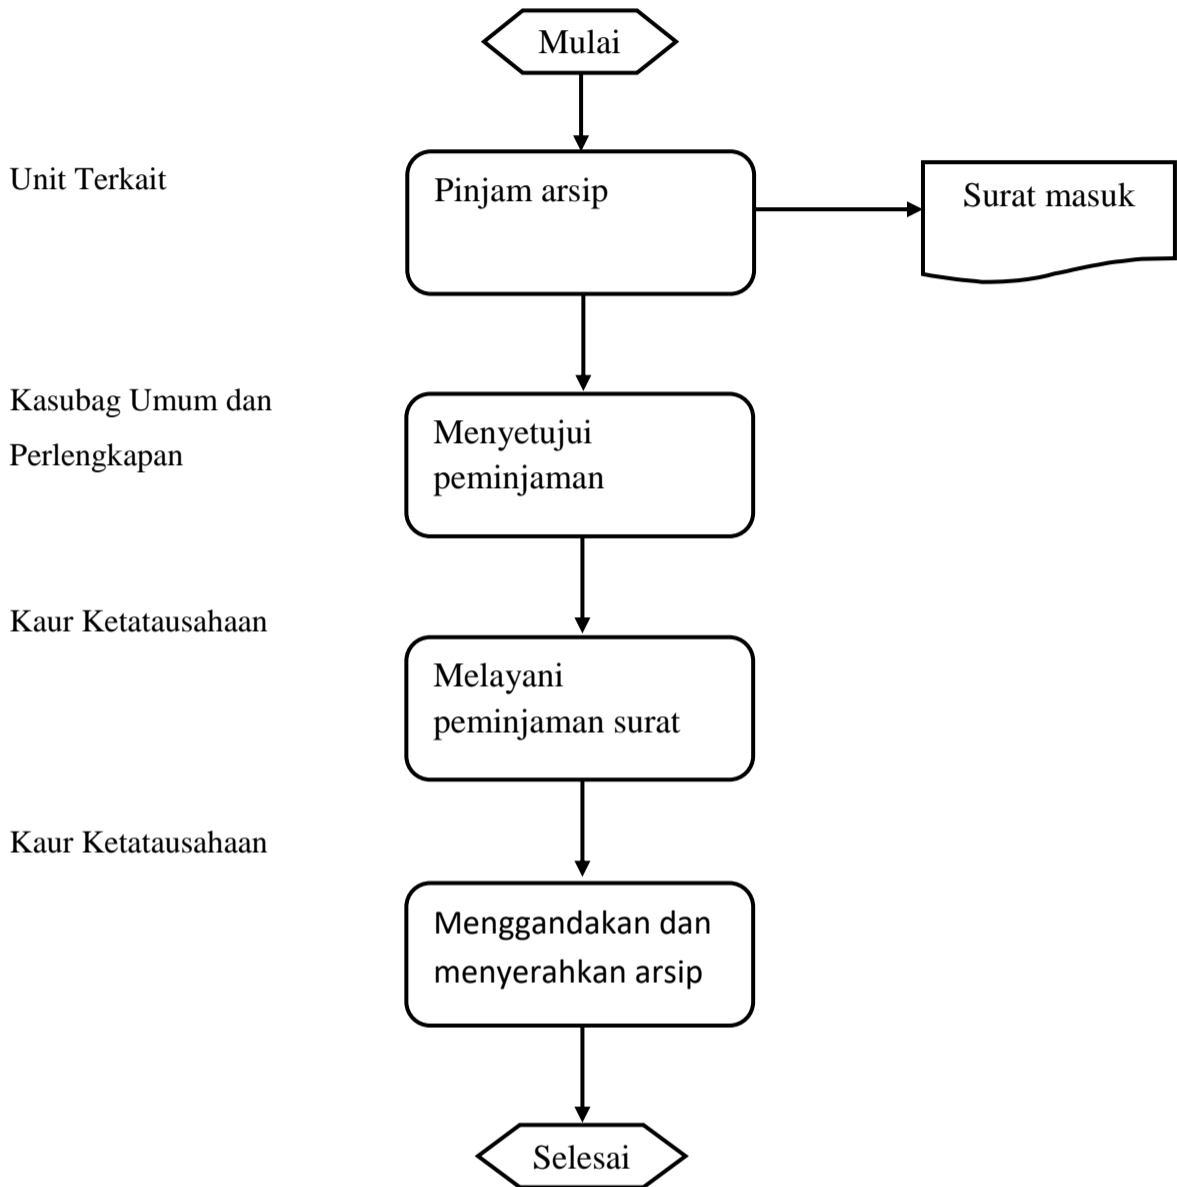 Mulai
Unit Terkait
Pinjam arsip
Surat masuk
Kasubag Umum dan
Perlengkapan
Menyetujui
peminjaman
Kaur Ketatausahaan
Melayani
peminjaman surat
Kaur Ketatausahaan
Menggandakan dan
menyerahkan arsip
Selesai